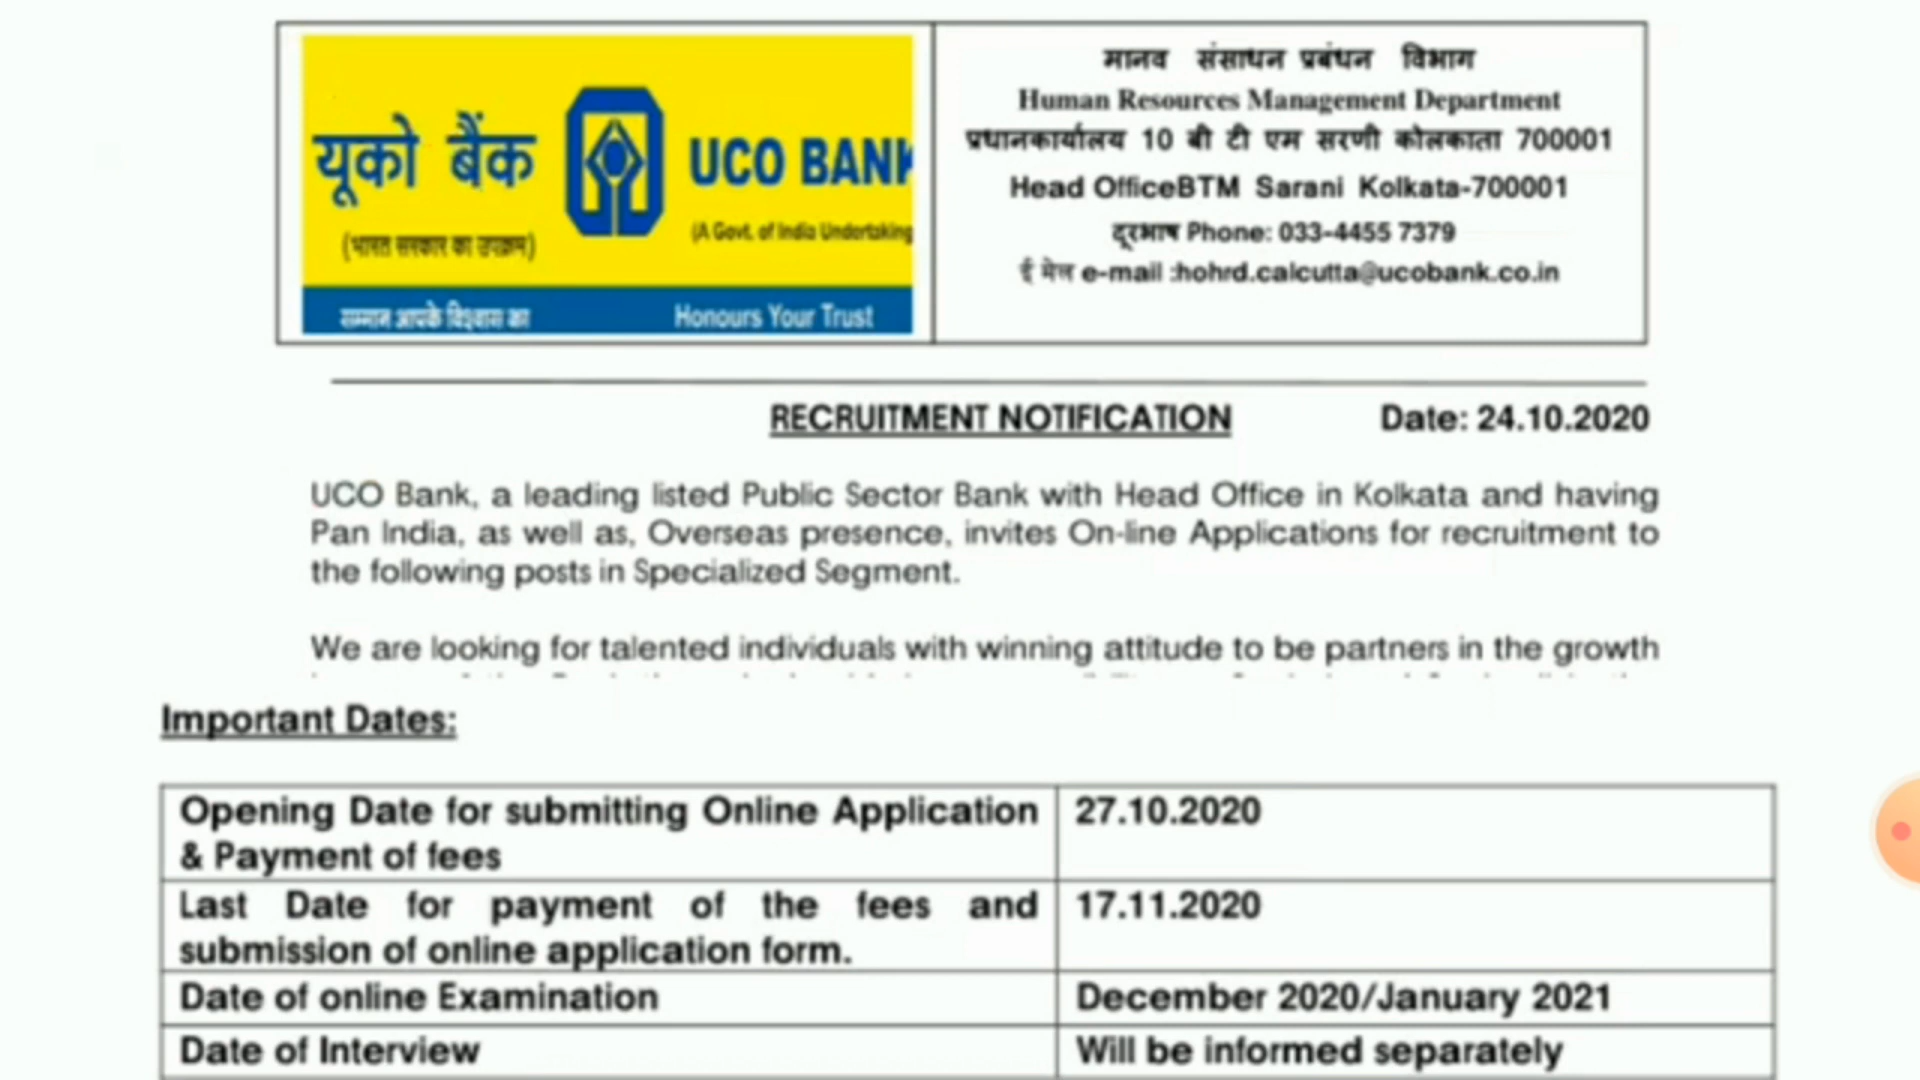 यूको बैंक
UCO BANK
(भारत सरकार का उपक्रम)
(A Govt. of India Undertaking
सम्मान आपके विश्वास का
Honours Your Trust
मानव संसाधन प्रबंधन विभाग
Human Resources Management Department
प्रधानकार्यालय 10 बी टी एम सरणी कोलकाता 700001
Head OfficeBTM Sarani Kolkata-700001
दूरभाष Phone: 033-4455 7379
ई मेल e-mail :hohrd.calcutta@ucobank.co.in
RECRUITMENT NOTIFICATION Date: 24.10.2020
UCO Bank, a leading listed Public Sector Bank with Head Office in Kolkata and having
Pan India, as well as, Overseas presence, invites On-line Applications for recruitment to
the following posts in Specialized Segment.
We are looking for talented individuals with winning attitude to be partners in the growth
Important Dates:
Opening Date for submitting Online Application 27.10.2020
& Payment of fees
Last Date for payment of the fees and 17.11.2020
submission of online application form.
Date of online Examination December 2020/January 2021
Date of Interview Will be informed separately